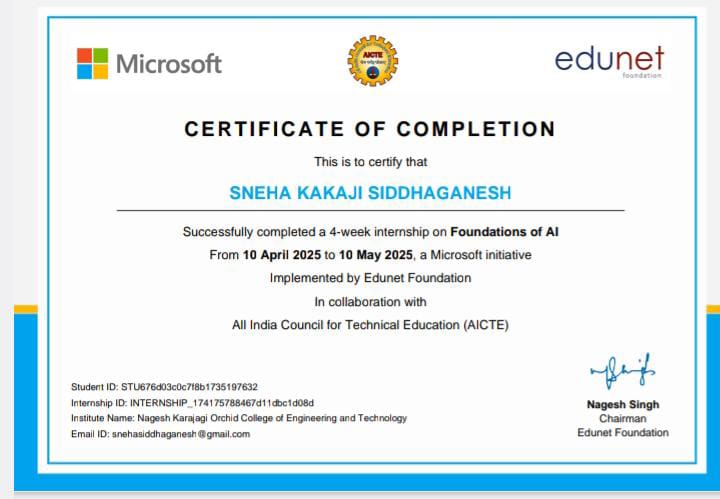 Microsoft
AICTE
edunet
foundation
CERTIFICATE OF COMPLETION
This is to certify that
SNEHA KAKAJI SIDDHAGANESH
Successfully completed a 4-week internship on Foundations of AI
From 10 April 2025 to 10 May 2025, a Microsoft initiative
Implemented by Edunet Foundation
In collaboration with
All India Council for Technical Education (AICTE)
Student ID: STU676d03c0c7f8b1735197632
Internship ID: INTERNSHIP_174175788467d11dbc1d08d
Institute Name: Nagesh Karajagi Orchid College of Engineering and Technology
Email ID: snehasiddhaganesh@gmail.com
Nagesh Singh
Chairman
Edunet Foundation